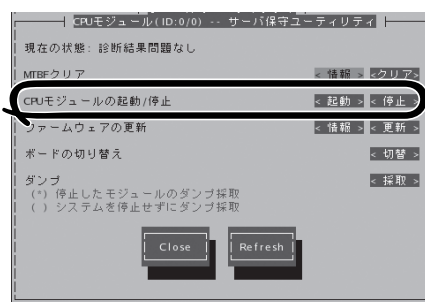 CPUモジュール(ID:0/0) -- サーバ保守ユーティリティ
現在の状態: 診断結果問題なし
MTBFクリア < 情報 > <クリア>
CPUモジュールの起動/停止 < 起動 > < 停止 >
ファームウェアの更新 < 情報 > < 更新 >
ボードの切り替え < 切替 >
ダンプ < 採取 >
(*) 停止したモジュールのダンプ採取
( ) システムを停止せずにダンプ採取
Close Refresh